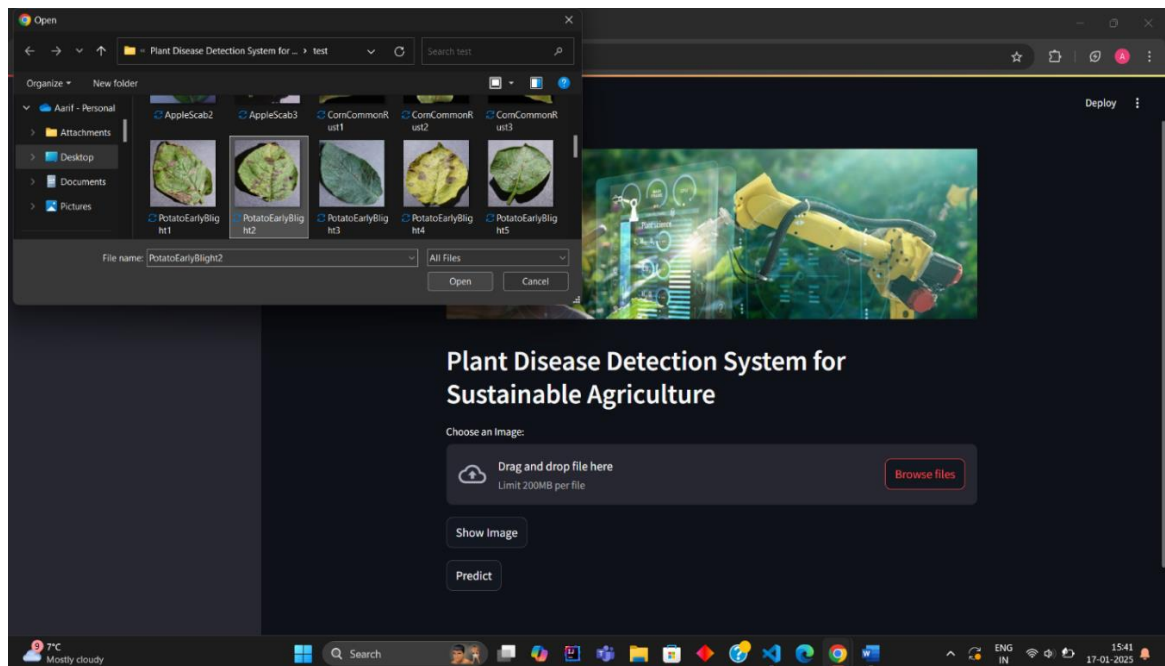 Open
« Plant Disease Detection System for ... › test
Search test
Organize
New folder
Aarif - Personal
Attachments
Desktop
Documents
Pictures
AppleScab2
AppleScab3
CornCommonR
ust1
CornCommonR
ust2
CornCommonR
ust3
PotatoEarlyBlig
ht1
PotatoEarlyBlig
ht2
PotatoEarlyBlig
ht3
PotatoEarlyBlig
ht4
PotatoEarlyBlig
ht5
File name: PotatoEarlyBlight2
All Files
Open
Cancel
A
Deploy
Plant Disease Detection System for
Sustainable Agriculture
Choose an Image:
Drag and drop file here
Limit 200MB per file
Browse files
Show Image
Predict
9
7°C
Mostly cloudy
Search
ENG
IN
15:41
17-01-2025